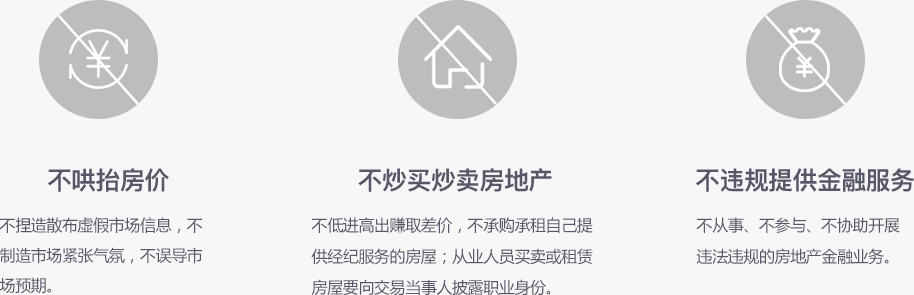 不哄抬房价
不捏造散布虚假市场信息，不
制造市场紧张气氛，不误导市
场预期。
不炒买炒卖房地产
不低进高出赚取差价，不承购承租自己提
供经纪服务的房屋；从业人员买卖或租赁
房屋要向交易当事人披露职业身份。
不违规提供金融服务
不从事、不参与、不协助开展
违法违规的房地产金融业务。